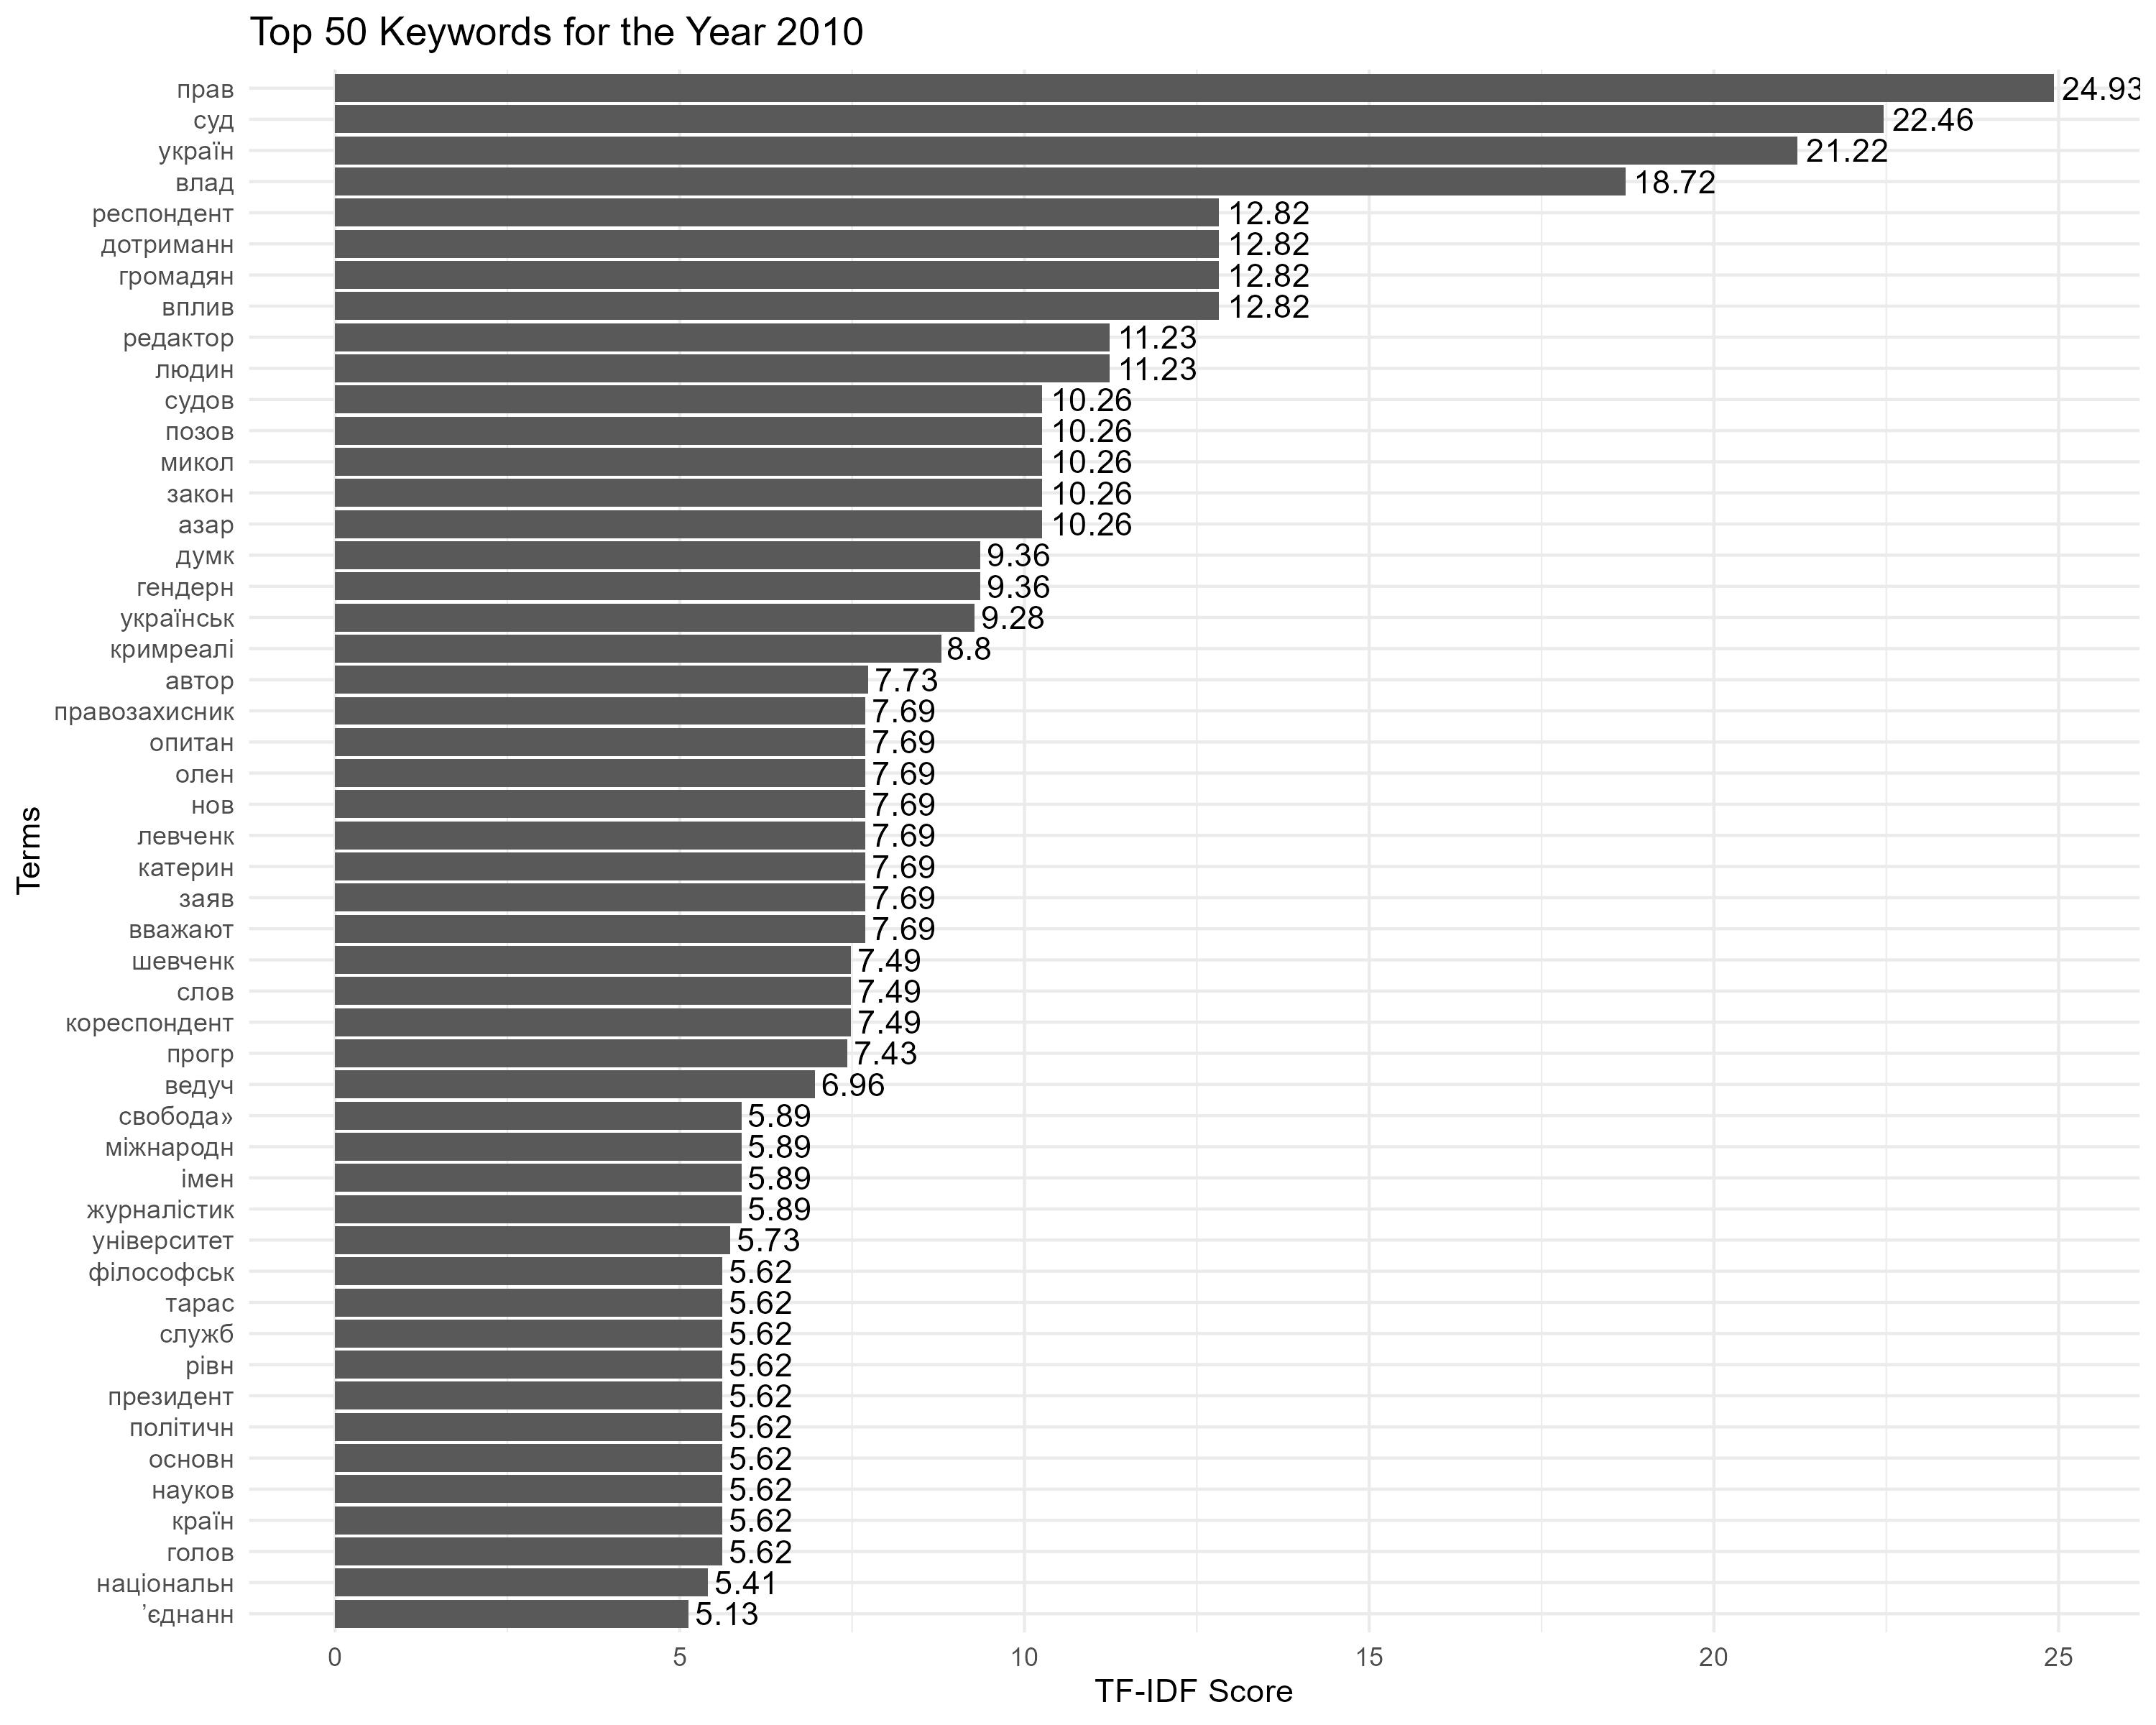 Top 50 Keywords for the Year 2010
прав 24.93
суд 22.46
україн 21.22
влад 18.72
респондент 12.82
дотриманн 12.82
громадян 12.82
вплив 12.82
редактор 11.23
людин 11.23
судов 10.26
позов 10.26
микол 10.26
закон 10.26
азар 10.26
думк 9.36
гендерн 9.36
українськ 9.28
кримреалі 8.8
автор 7.73
правозахисник 7.69
опитан 7.69
олен 7.69
нов 7.69
левченк 7.69
катерин 7.69
заяв 7.69
вважают 7.69
шевченк 7.49
слов 7.49
кореспондент 7.49
прогр 7.43
ведуч 6.96
свобода» 5.89
міжнародн 5.89
імен 5.89
журналістик 5.89
університет 5.73
філософськ 5.62
тарас 5.62
служб 5.62
рівн 5.62
президент 5.62
політичн 5.62
основн 5.62
науков 5.62
країн 5.62
голов 5.62
національн 5.41
’єднанн 5.13
0 5 10 15 20 25
TF-IDF Score
Terms